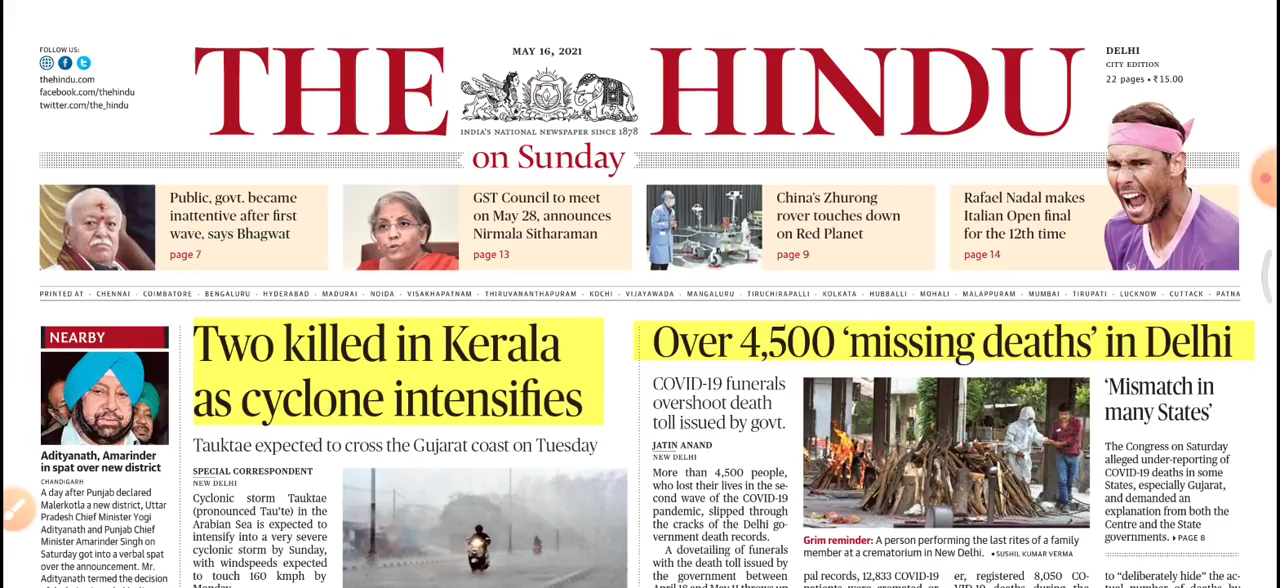 FOLLOW US:
thehindu.com
facebook.com/thehindu
twitter.com/the_hindu
THE HINDU
MAY 16, 2021
INDIA'S NATIONAL NEWSPAPER SINCE 1878
on Sunday
DELHI
CITY EDITION
22 pages • ₹15.00
Public, govt. became
inattentive after first
wave, says Bhagwat
page 7
GST Council to meet
on May 28, announces
Nirmala Sitharaman
page 13
China's Zhurong
rover touches down
on Red Planet
page 9
Rafael Nadal makes
Italian Open final
for the 12th time
page 14
PRINTED AT · CHENNAI · COIMBATORE · BENGALURU · HYDERABAD · MADURAI · NOIDA · VISAKHAPATNAM · THIRUVANANTHAPURAM · KOCHI · VIJAYAWADA · MANGALURU · TIRUCHIRAPALLI · KOLKATA · HUBBALLI · MOHALI · MALAPPURAM · MUMBAI · TIRUPATI · LUCKNOW · CUTTACK · PATNA
NEARBY
Adityanath, Amarinder
in spat over new district
CHANDIGARH
A day after Punjab declared
Malerkotla a new district, Uttar
Pradesh Chief Minister Yogi
Adityanath and Punjab Chief
Minister Amarinder Singh on
Saturday got into a verbal spat
over the announcement. Mr.
Adityanath termed the decision
Two killed in Kerala
as cyclone intensifies
Tauktae expected to cross the Gujarat coast on Tuesday
SPECIAL CORRESPONDENT
NEW DELHI
Cyclonic storm Tauktae
(pronounced Tau'te) in the
Arabian Sea is expected to
intensify into a very severe
cyclonic storm by Sunday,
with windspeeds expected
to touch 160 kmph by
Over 4,500 'missing deaths' in Delhi
COVID-19 funerals
overshoot death
toll issued by govt.
JATIN ANAND
NEW DELHI
More than 4,500 people,
who lost their lives in the se-
cond wave of the COVID-19
pandemic, slipped through
the cracks of the Delhi go-
vernment death records.
A dovetailing of funerals
with the death toll issued by
the government between
Grim reminder: A person performing the last rites of a family
member at a crematorium in New Delhi. • SUSHIL KUMAR VERMA
pal records, 12,833 COVID-19
er, registered 8,050 CO-
'Mismatch in
many States'
The Congress on Saturday
alleged under-reporting of
COVID-19 deaths in some
States, especially Gujarat,
and demanded an
explanation from both the
Centre and the State
governments. ▸ PAGE 8
to "deliberately hide" the ac-